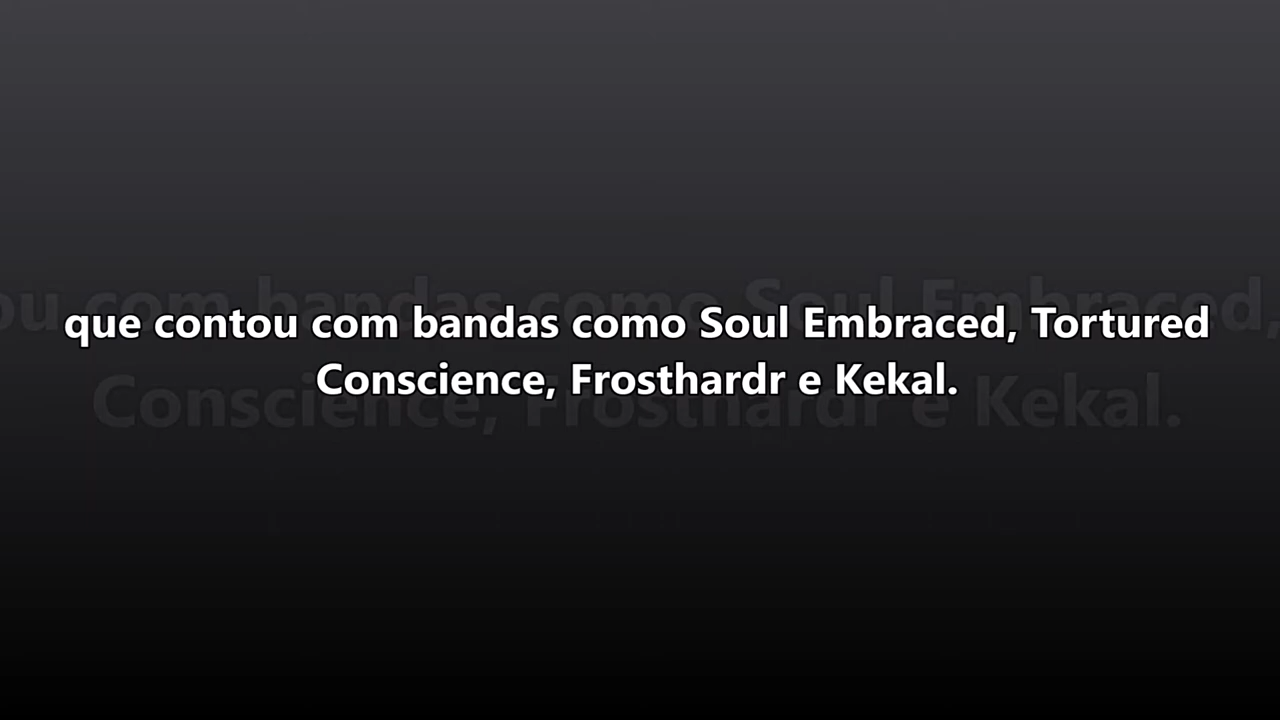 que contou com bandas como Soul Embraced, Tortured
Conscience, Frosthardr e Kekal.